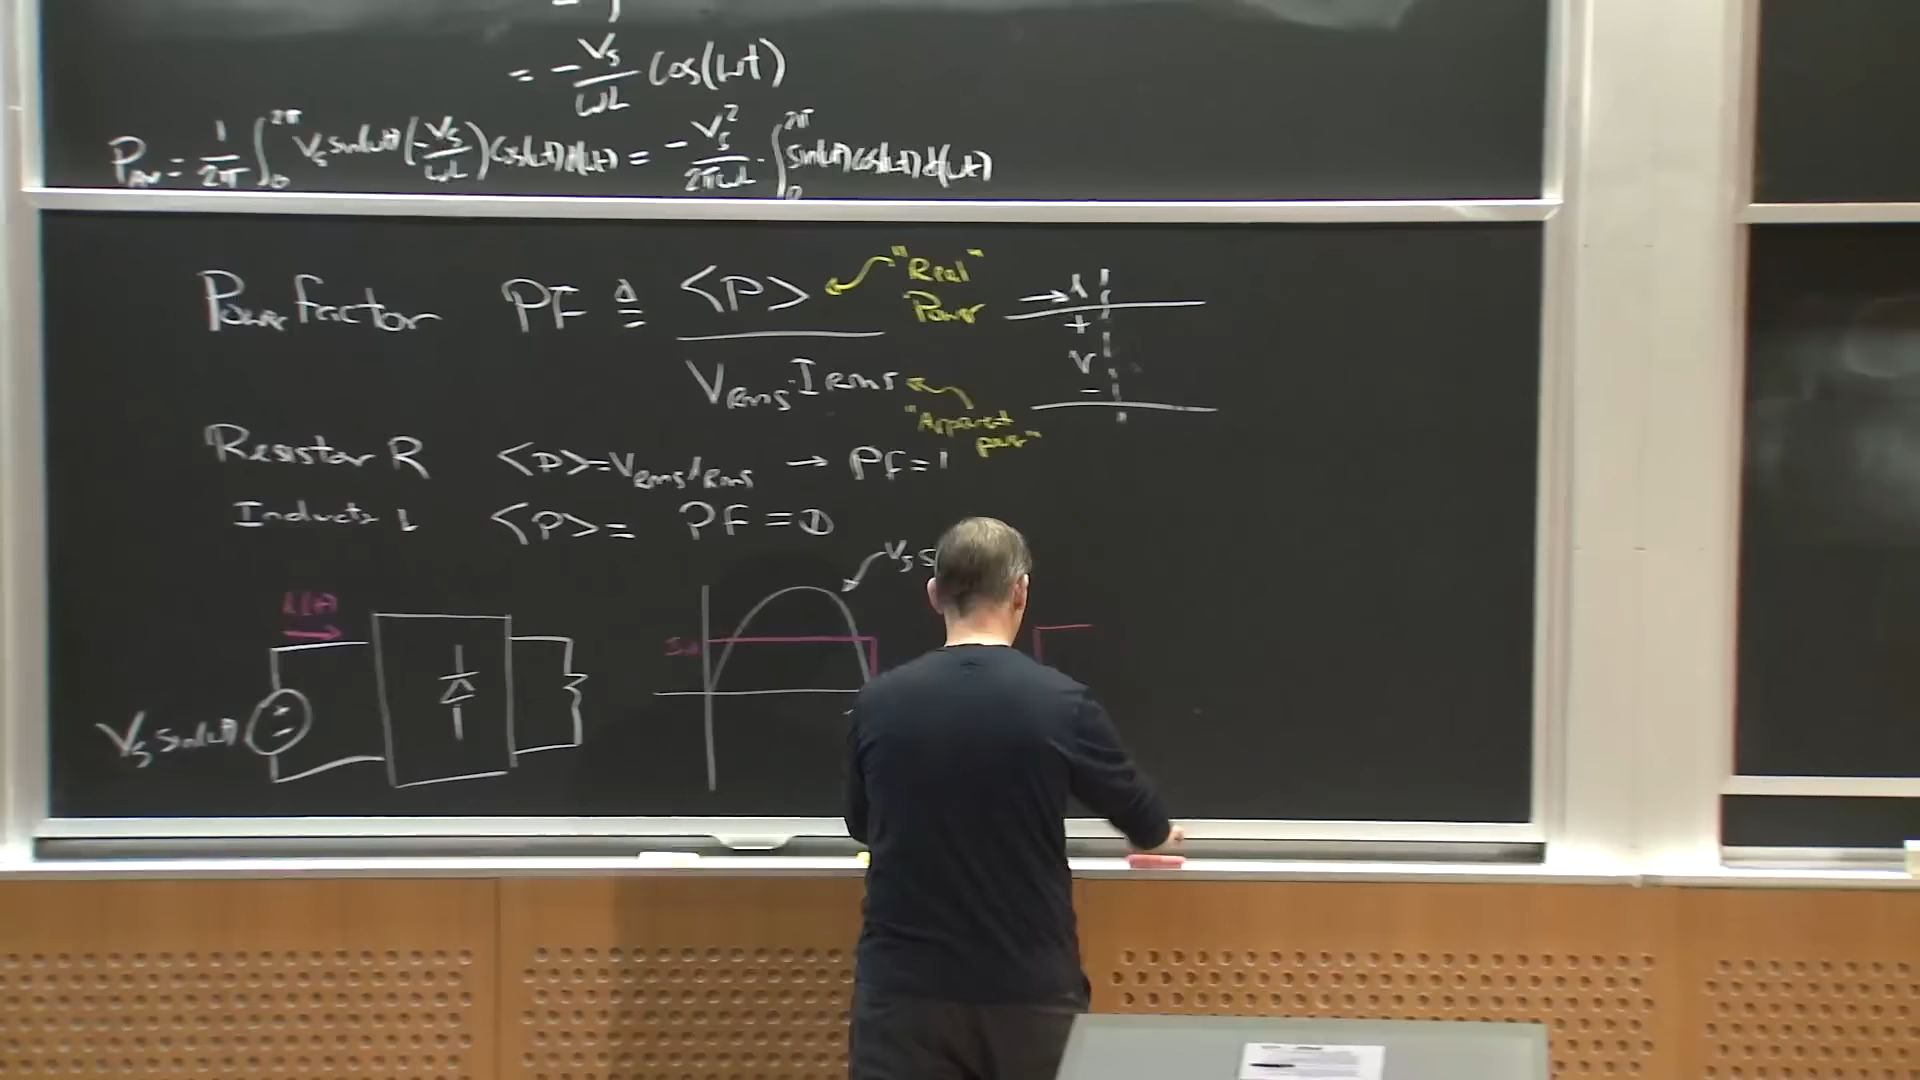 = -Vs/ωL Cos(ωt)
PAV = 1/2π ∫0^2π Vs sin(ωt) (-Vs/ωL) cos(ωt) d(ωt) = -Vs²/2πωL · ∫0^2π sin(ωt) cos(ωt) d(ωt)
Power factor PF ≜ <P> / VRms·IRms
"Real"
Power
"Apparent
power"
i
+
V
-
Resistor R <P>=VRms IRms → Pf=1
Inductor L <P>= PF=0
i(t)
Vs sin(ωt)
+
-
Vs